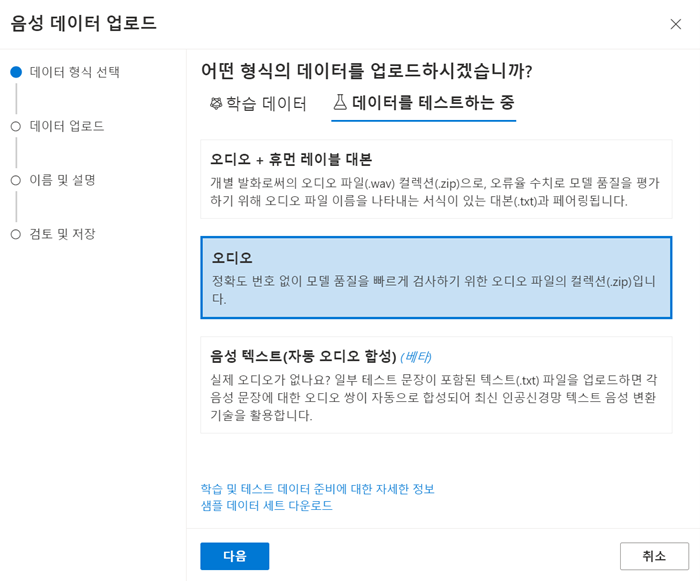 음성 데이터 업로드
데이터 형식 선택
데이터 업로드
이름 및 설명
검토 및 저장
어떤 형식의 데이터를 업로드하시겠습니까?
학습 데이터
데이터를 테스트하는 중
오디오 + 휴먼 레이블 대본
개별 발화로써의 오디오 파일(.wav) 컬렉션(.zip)으로, 오류율 수치로 모델 품질을 평가
하기 위해 오디오 파일 이름을 나타내는 서식이 있는 대본(.txt)과 페어링됩니다.
오디오
정확도 번호 없이 모델 품질을 빠르게 검사하기 위한 오디오 파일의 컬렉션(.zip)입니
다.
음성 텍스트(자동 오디오 합성) (베타)
실제 오디오가 없나요? 일부 테스트 문장이 포함된 텍스트(.txt) 파일을 업로드하면 각
음성 문장에 대한 오디오 쌍이 자동으로 합성되어 최신 인공신경망 텍스트 음성 변환
기술을 활용합니다.
학습 및 테스트 데이터 준비에 대한 자세한 정보
샘플 데이터 세트 다운로드
다음
취소